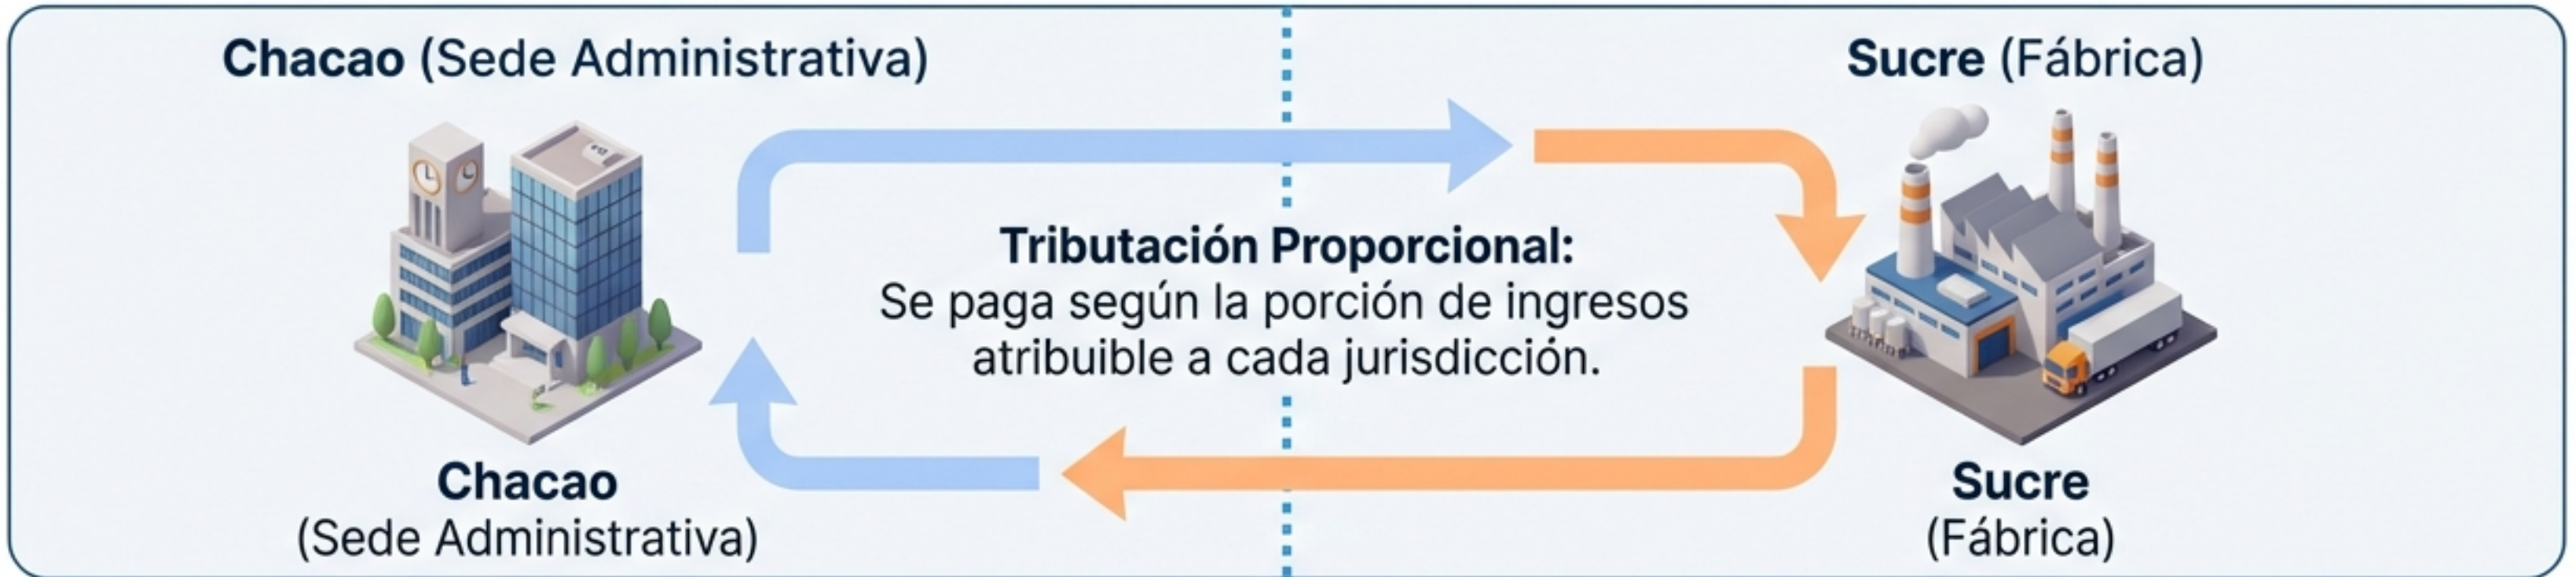 Chacao (Sede Administrativa)
Sucre (Fábrica)
Tributación Proporcional:
Se paga según la porción de ingresos
atribuible a cada jurisdicción.
Chacao
(Sede Administrativa)
Sucre
(Fábrica)